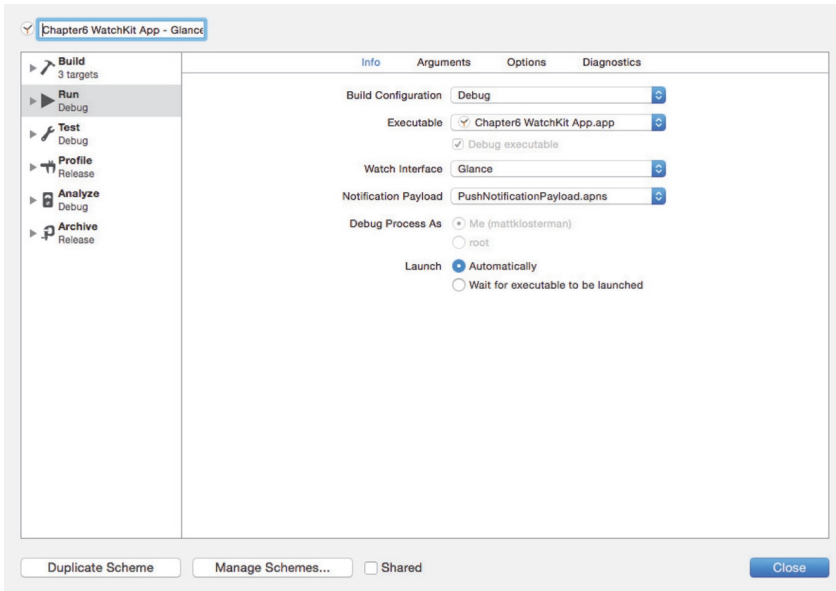 Chapter6 WatchKit App - Glance
Build
3 targets
Run
Debug
Test
Debug
Profile
Release
Analyze
Debug
Archive
Release
Info Arguments Options Diagnostics
Build Configuration Debug
Executable Chapter6 WatchKit App.app
Debug executable
Watch Interface Glance
Notification Payload PushNotificationPayload.apns
Debug Process As Me (mattklosterman)
root
Launch Automatically
Wait for executable to be launched
Duplicate Scheme Manage Schemes... Shared Close